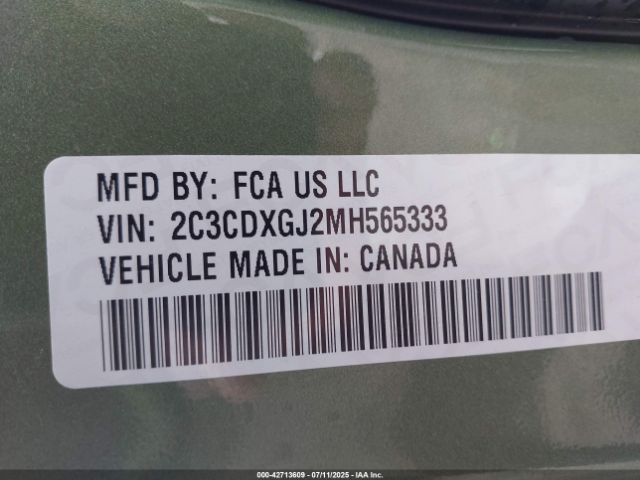 MFD BY: FCA US LLC
VIN: 2C3CDXGJ2MH565333
VEHICLE MADE IN: CANADA
000-42713609 · 07/11/2025 · IAA Inc.